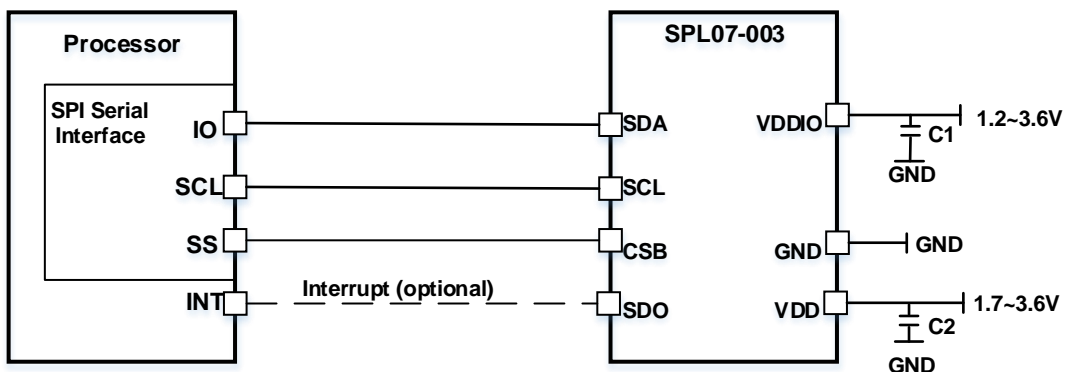 Processor
SPL07-003
SPI Serial
Interface
IO
SDA
VDDIO
1.2~3.6V
C1
GND
SCL
SCL
SS
CSB
GND
GND
INT
Interrupt (optional)
SDO
VDD
1.7~3.6V
C2
GND